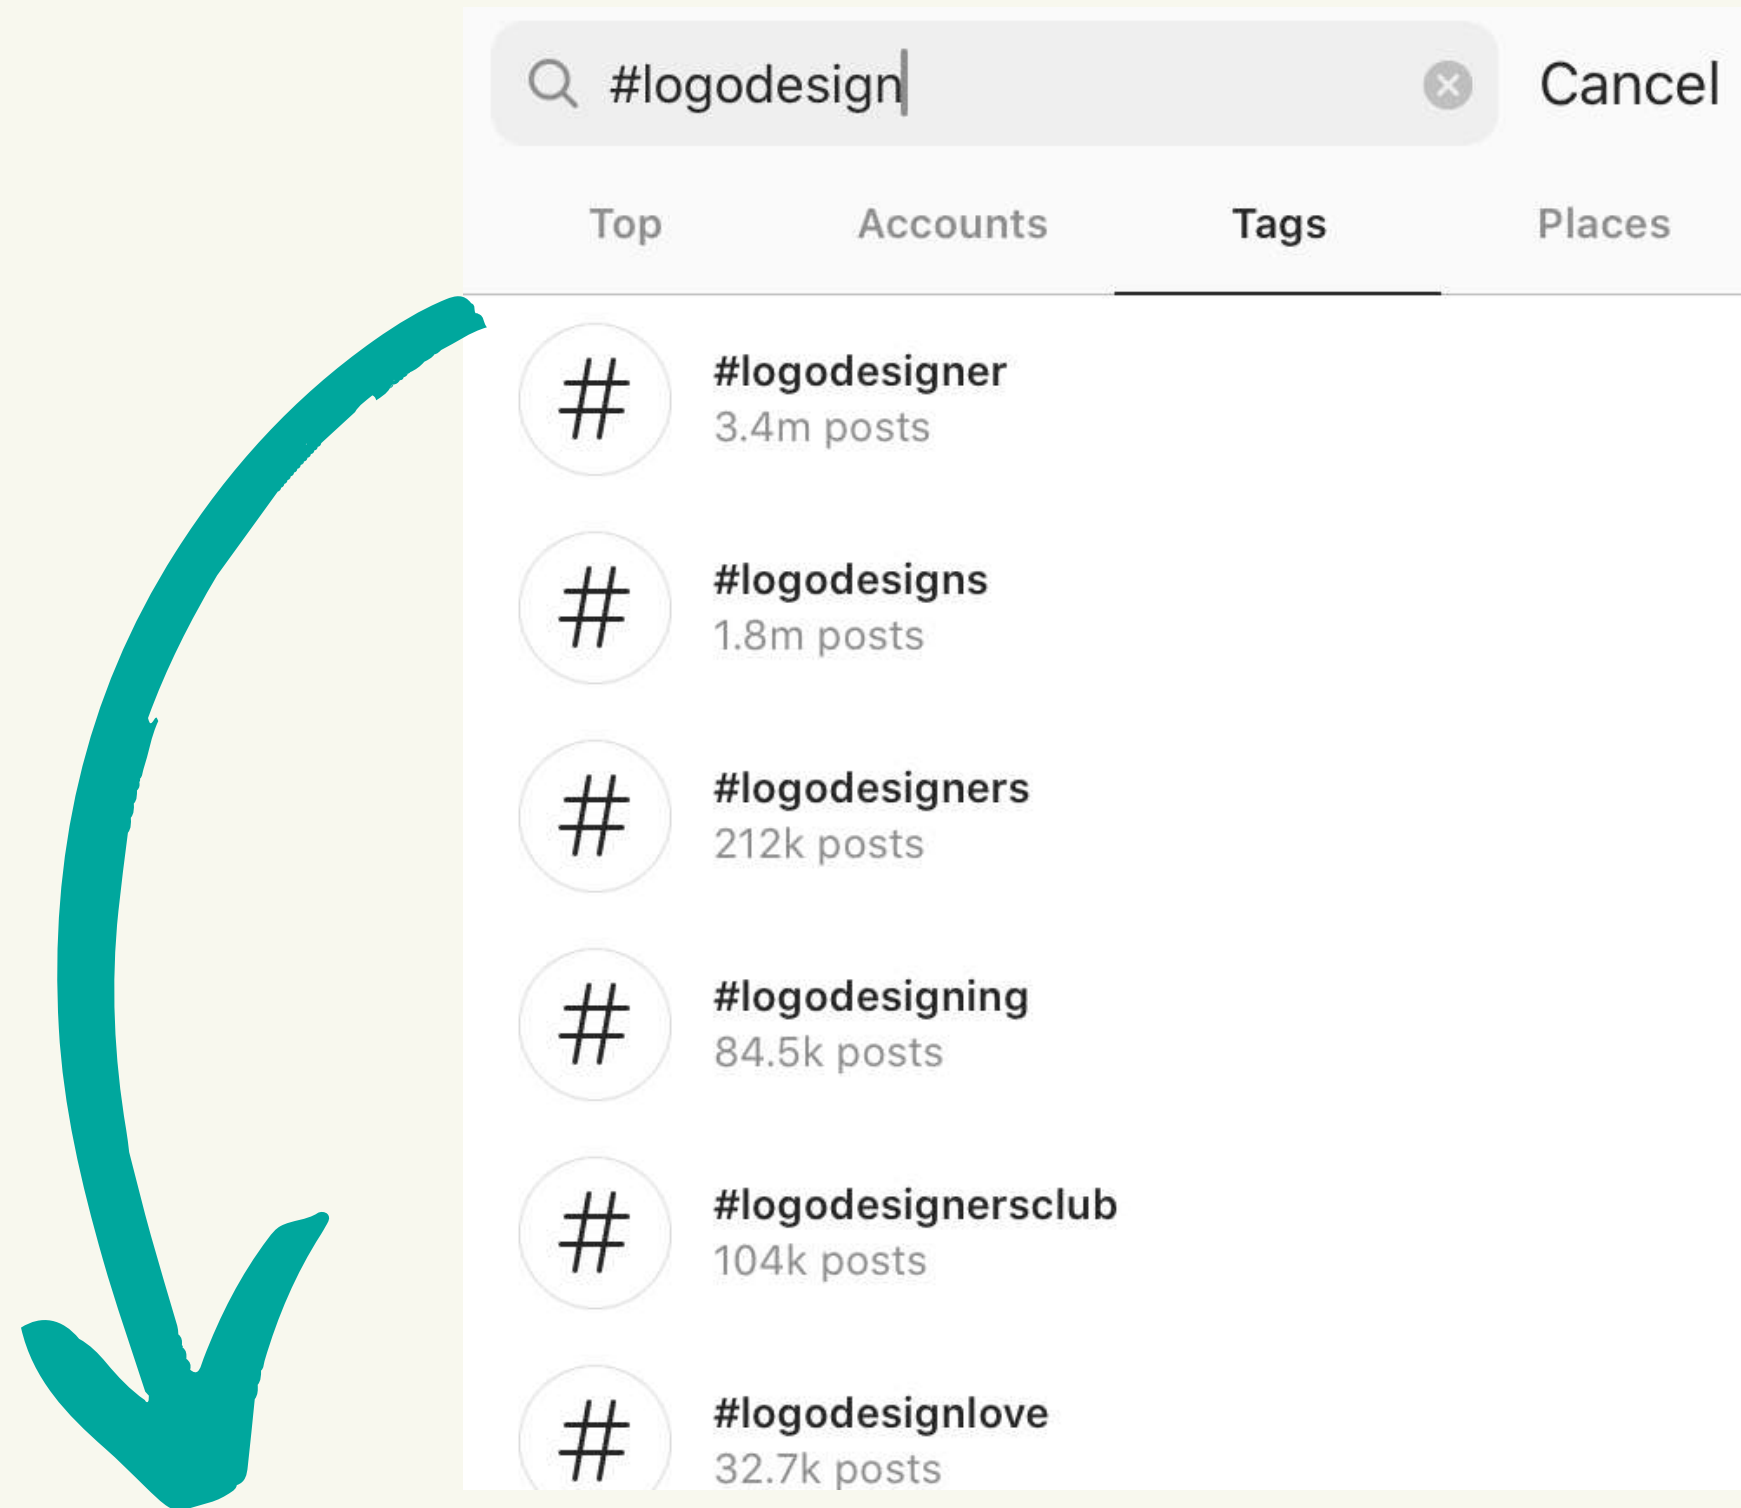 #logodesign
Cancel
Top Accounts Tags Places
#logodesigner
3.4m posts
#logodesigns
1.8m posts
#logodesigners
212k posts
#logodesigning
84.5k posts
#logodesignersclub
104k posts
#logodesignlove
32.7k posts